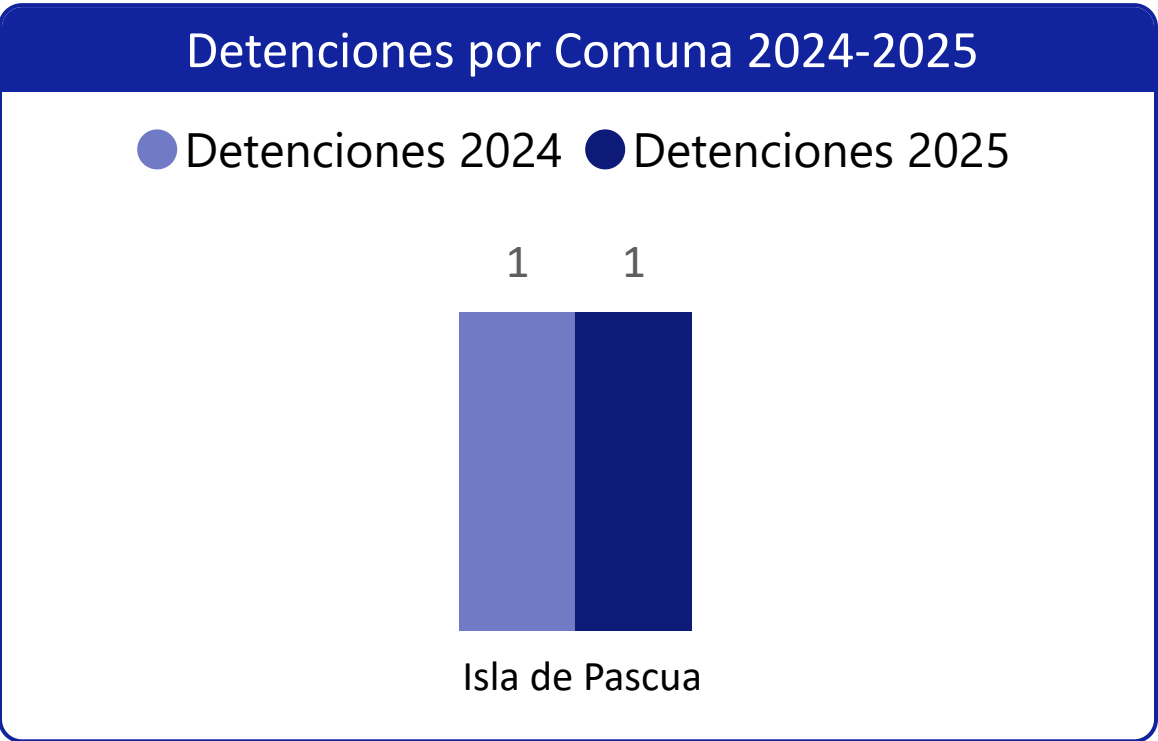 Detenciones por Comuna 2024-2025
Detenciones 2024 Detenciones 2025
1 1
Isla de Pascua